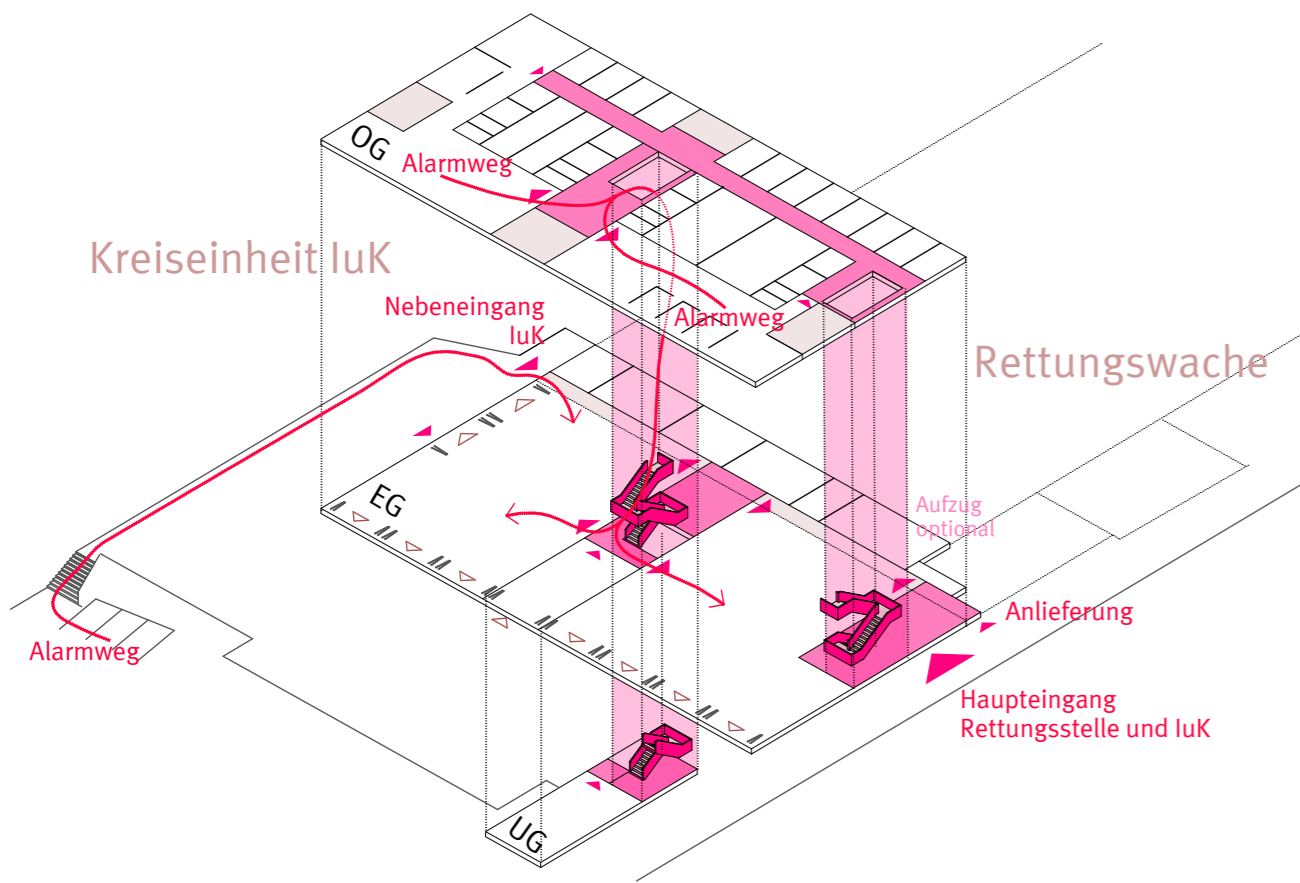 OG
Alarmweg
Kreiseinheit IuK
Nebeneingang
IuK
Alarmweg
Rettungswache
EG
Aufzug
optional
Anlieferung
Alarmweg
Haupteingang
Rettungsstelle und IuK
UG